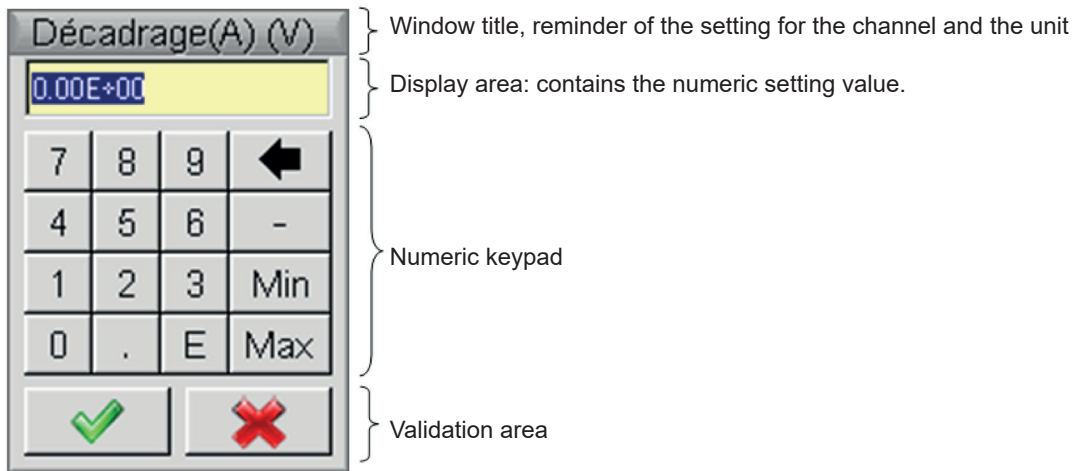 Décadrage(A) (V)
Window title, reminder of the setting for the channel and the unit
0.00E+00
Display area: contains the numeric setting value.
7 8 9
4 5 6 -
1 2 3 Min
0 . E Max
Numeric keypad
Validation area